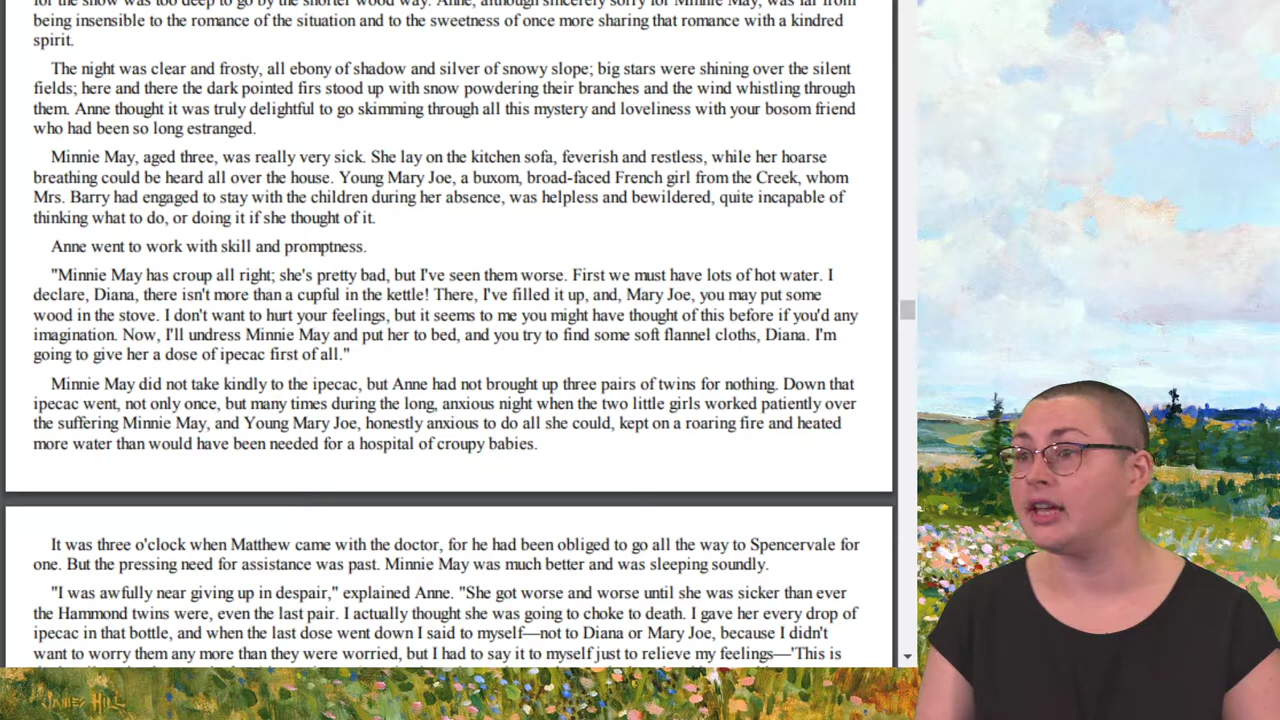 for the snow was too deep to go by the shorter wood way. Anne, although sincerely sorry for Minnie May, was far from
being insensible to the romance of the situation and to the sweetness of once more sharing that romance with a kindred
spirit.
The night was clear and frosty, all ebony of shadow and silver of snowy slope; big stars were shining over the silent
fields; here and there the dark pointed firs stood up with snow powdering their branches and the wind whistling through
them. Anne thought it was truly delightful to go skimming through all this mystery and loveliness with your bosom friend
who had been so long estranged.
Minnie May, aged three, was really very sick. She lay on the kitchen sofa, feverish and restless, while her hoarse
breathing could be heard all over the house. Young Mary Joe, a buxom, broad-faced French girl from the Creek, whom
Mrs. Barry had engaged to stay with the children during her absence, was helpless and bewildered, quite incapable of
thinking what to do, or doing it if she thought of it.
Anne went to work with skill and promptness.
"Minnie May has croup all right; she's pretty bad, but I've seen them worse. First we must have lots of hot water. I
declare, Diana, there isn't more than a cupful in the kettle! There, I've filled it up, and, Mary Joe, you may put some
wood in the stove. I don't want to hurt your feelings, but it seems to me you might have thought of this before if you'd any
imagination. Now, I'll undress Minnie May and put her to bed, and you try to find some soft flannel cloths, Diana. I'm
going to give her a dose of ipecac first of all."
Minnie May did not take kindly to the ipecac, but Anne had not brought up three pairs of twins for nothing. Down that
ipecac went, not only once, but many times during the long, anxious night when the two little girls worked patiently over
the suffering Minnie May, and Young Mary Joe, honestly anxious to do all she could, kept on a roaring fire and heated
more water than would have been needed for a hospital of croupy babies.
It was three o'clock when Matthew came with the doctor, for he had been obliged to go all the way to Spencervale for
one. But the pressing need for assistance was past. Minnie May was much better and was sleeping soundly.
"I was awfully near giving up in despair," explained Anne. "She got worse and worse until she was sicker than ever
the Hammond twins were, even the last pair. I actually thought she was going to choke to death. I gave her every drop of
ipecac in that bottle, and when the last dose went down I said to myself—not to Diana or Mary Joe, because I didn't
want to worry them any more than they were worried, but I had to say it to myself just to relieve my feelings—'This is
JAMES HILL